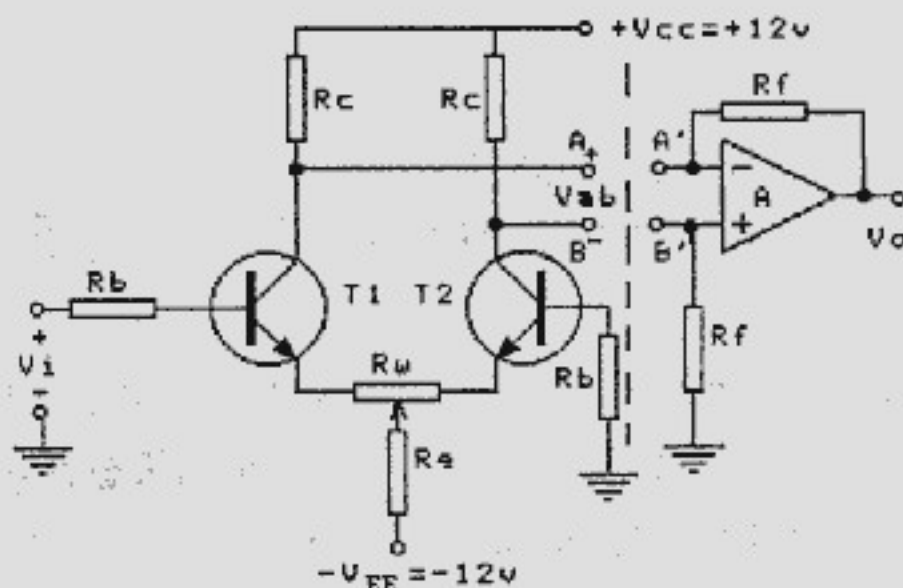 +Vcc=+12v
Rc
Rc
Rf
A+
A'
Vab
A
B-
B'
Vo
Rb
T1
T2
+
Vi
-
Rw
Rb
Rf
Re
-VEE=-12v
-
+